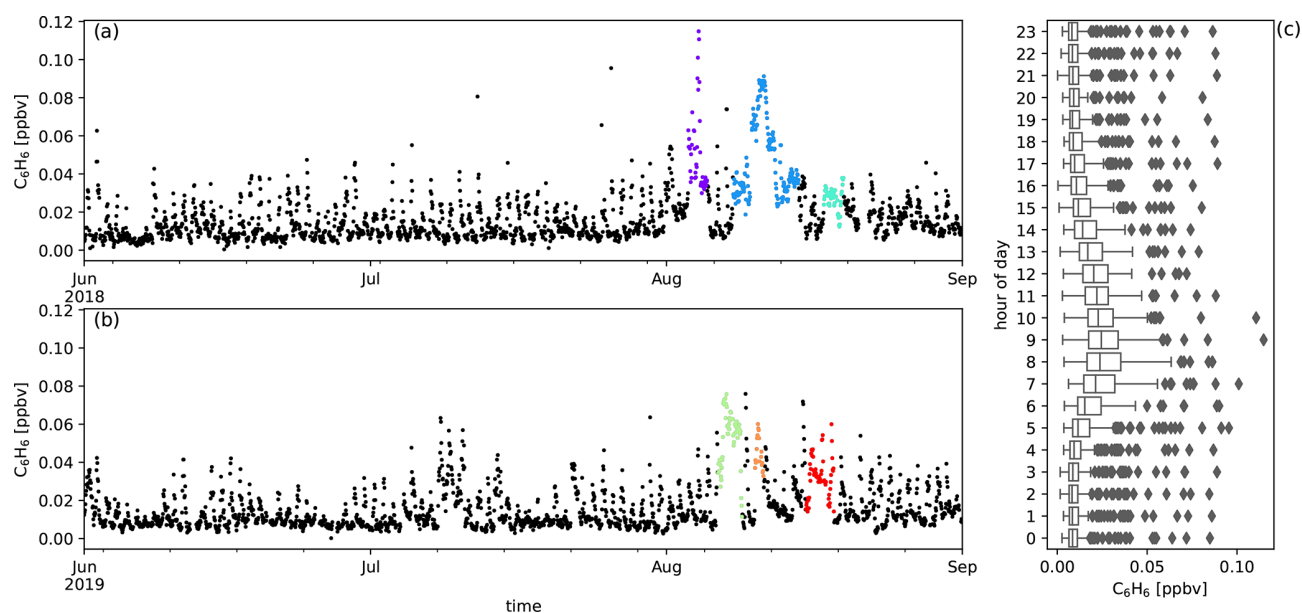 (a)
0.12
0.10
0.08
0.06
0.04
0.02
0.00
C₆H₆ [ppbv]
Jun
2018
Jul
Aug
Sep
(b)
0.12
0.10
0.08
0.06
0.04
0.02
0.00
C₆H₆ [ppbv]
Jun
2019
Jul
Aug
Sep
time
(c)
23
22
21
20
19
18
17
16
15
14
13
12
11
10
9
8
7
6
5
4
3
2
1
0
hour of day
0.00
0.05
0.10
C₆H₆ [ppbv]